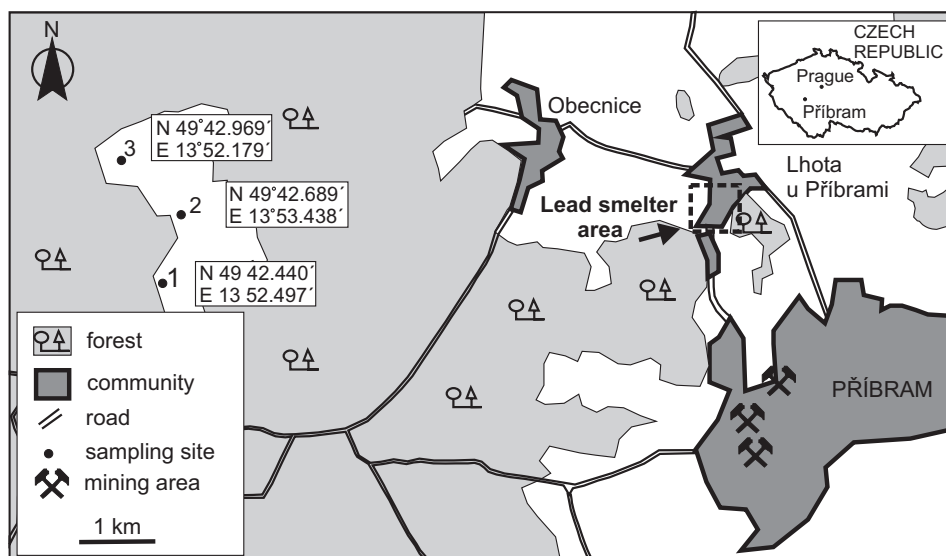 N
CZECH
REPUBLIC
Prague
Příbram
Obecnice
Lhota
u Příbrami
Lead smelter
area
3
N 49°42.969´
E 13°52.179´
2
N 49°42.689´
E 13°53.438´
1
N 49 42.440´
E 13 52.497´
PŘÍBRAM
forest
community
road
sampling site
mining area
1 km